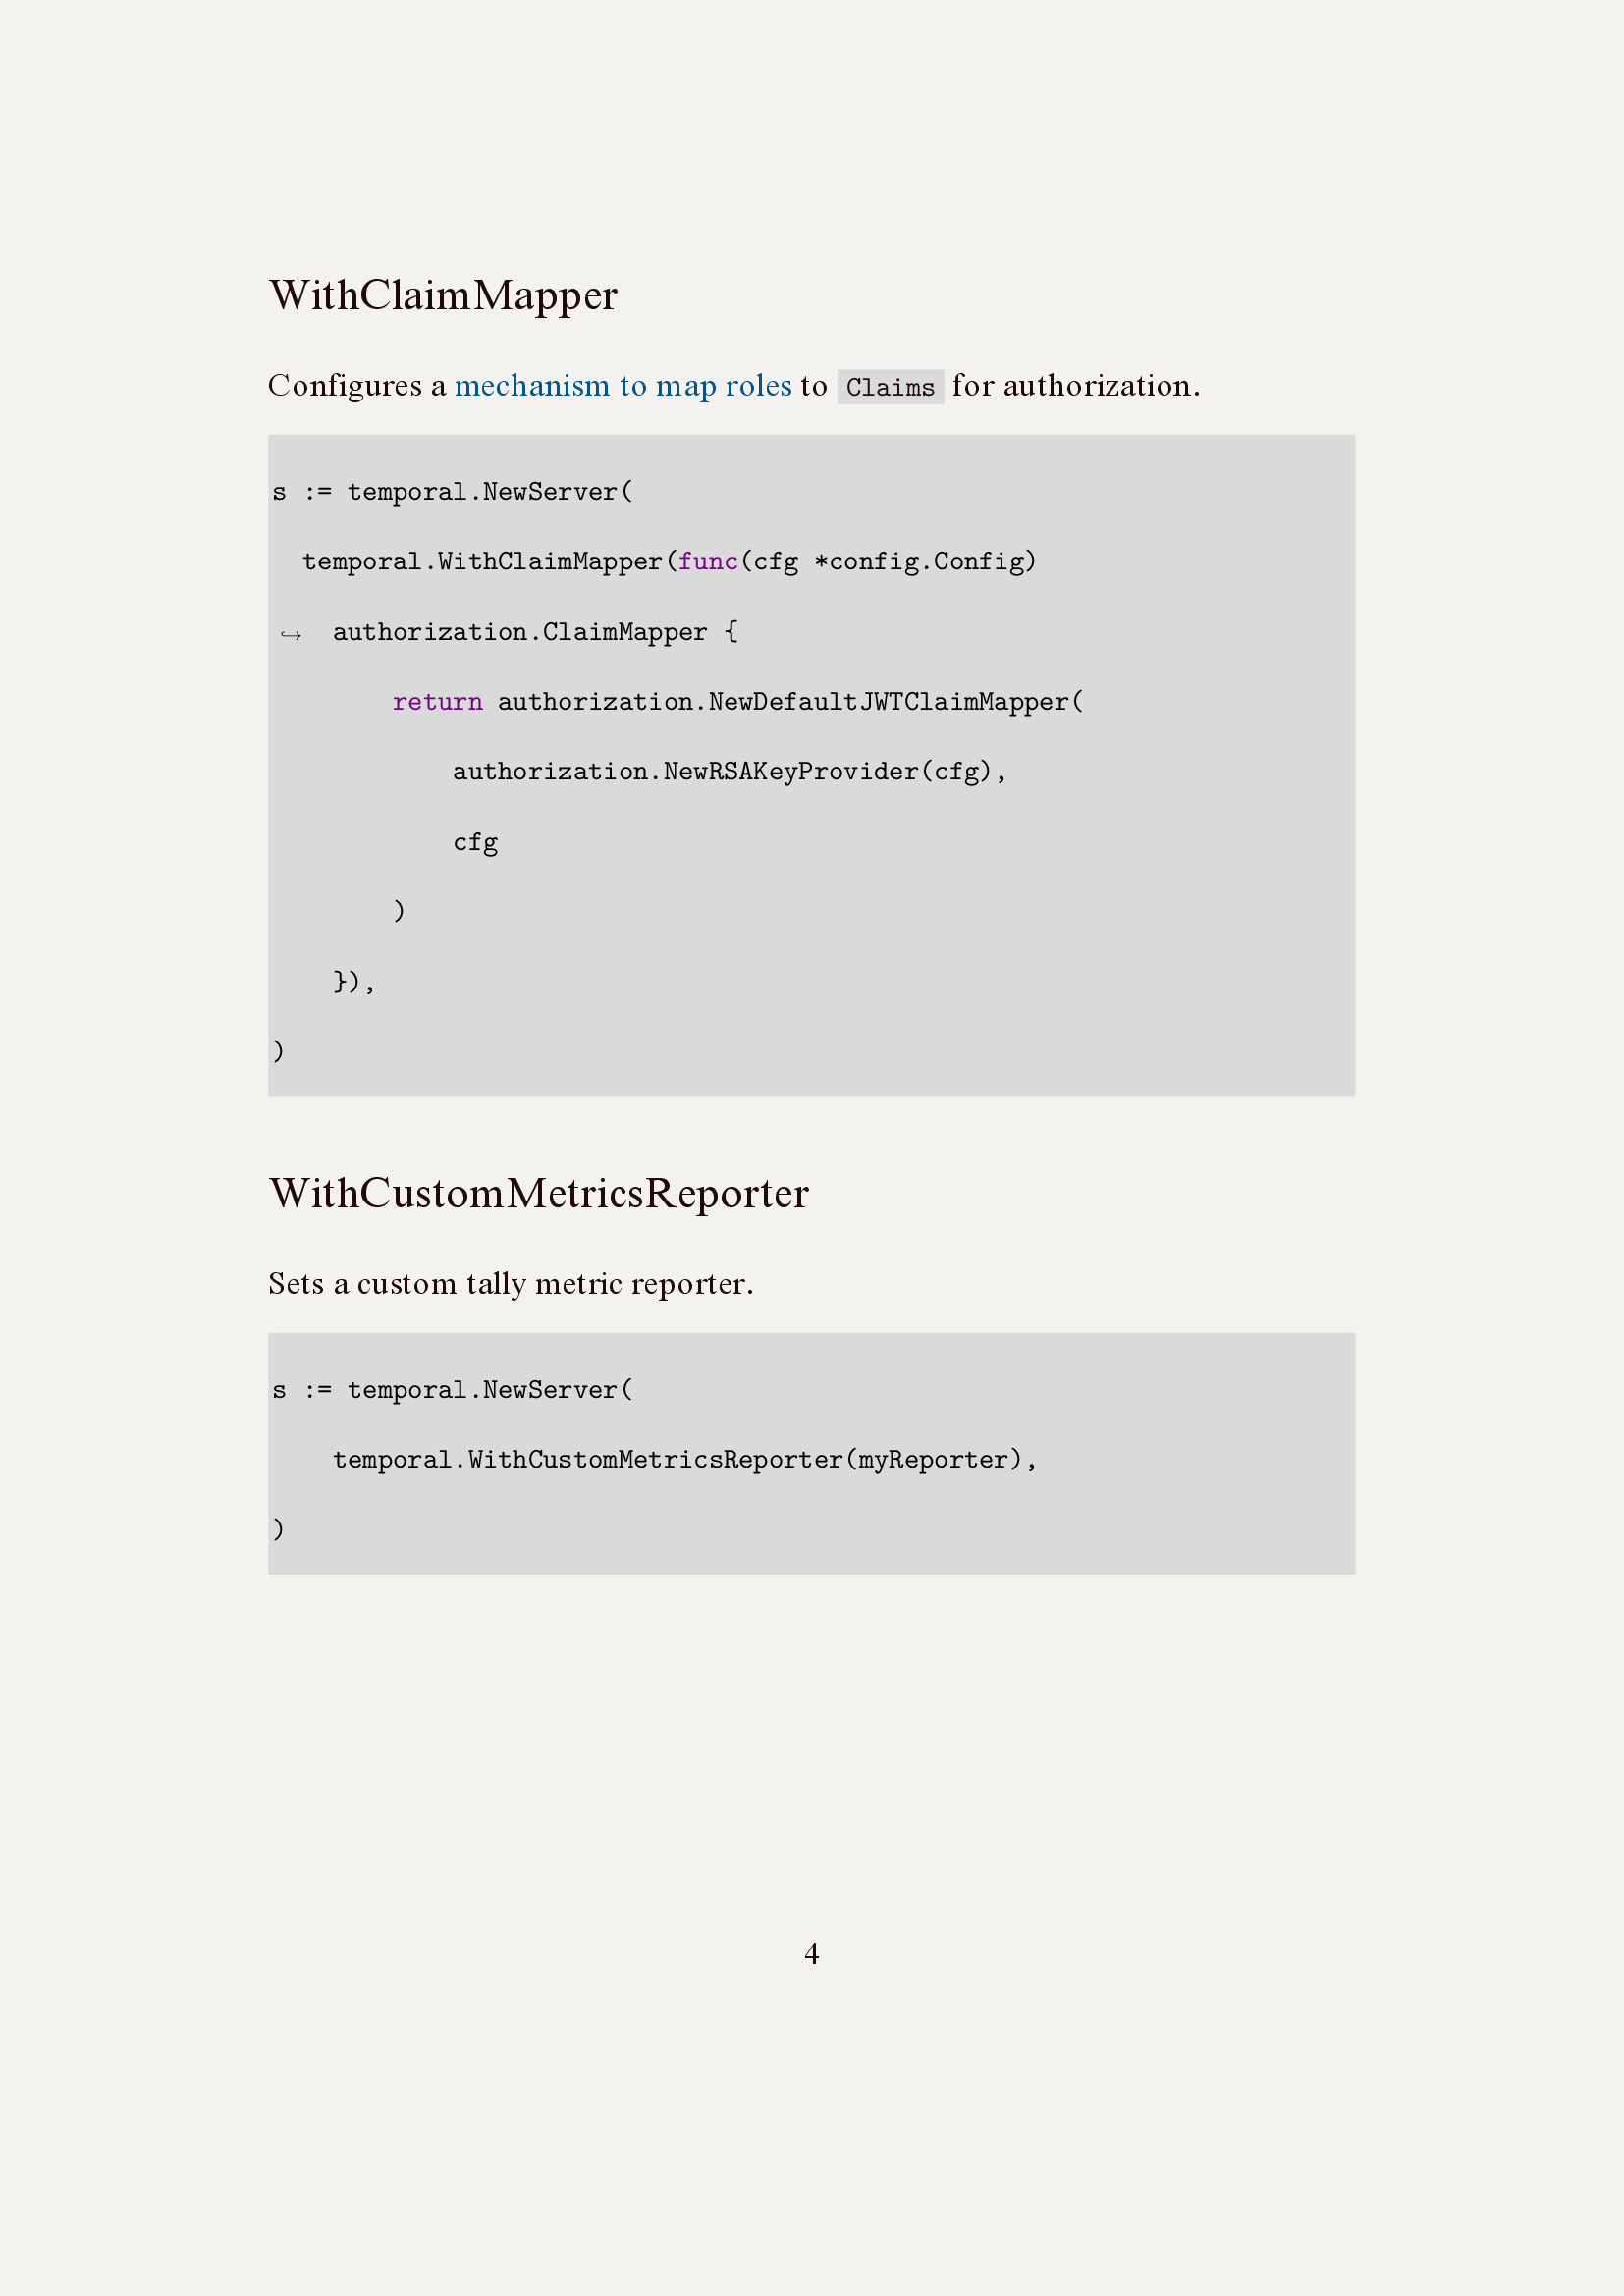 WithClaimMapper
Configures a mechanism to map roles to Claims for authorization.
s := temporal.NewServer(
  temporal.WithClaimMapper(func(cfg *config.Config)
↪  authorization.ClaimMapper {
        return authorization.NewDefaultJWTClaimMapper(
            authorization.NewRSAKeyProvider(cfg),
            cfg
        )
    }),
)
WithCustomMetricsReporter
Sets a custom tally metric reporter.
s := temporal.NewServer(
    temporal.WithCustomMetricsReporter(myReporter),
)
4